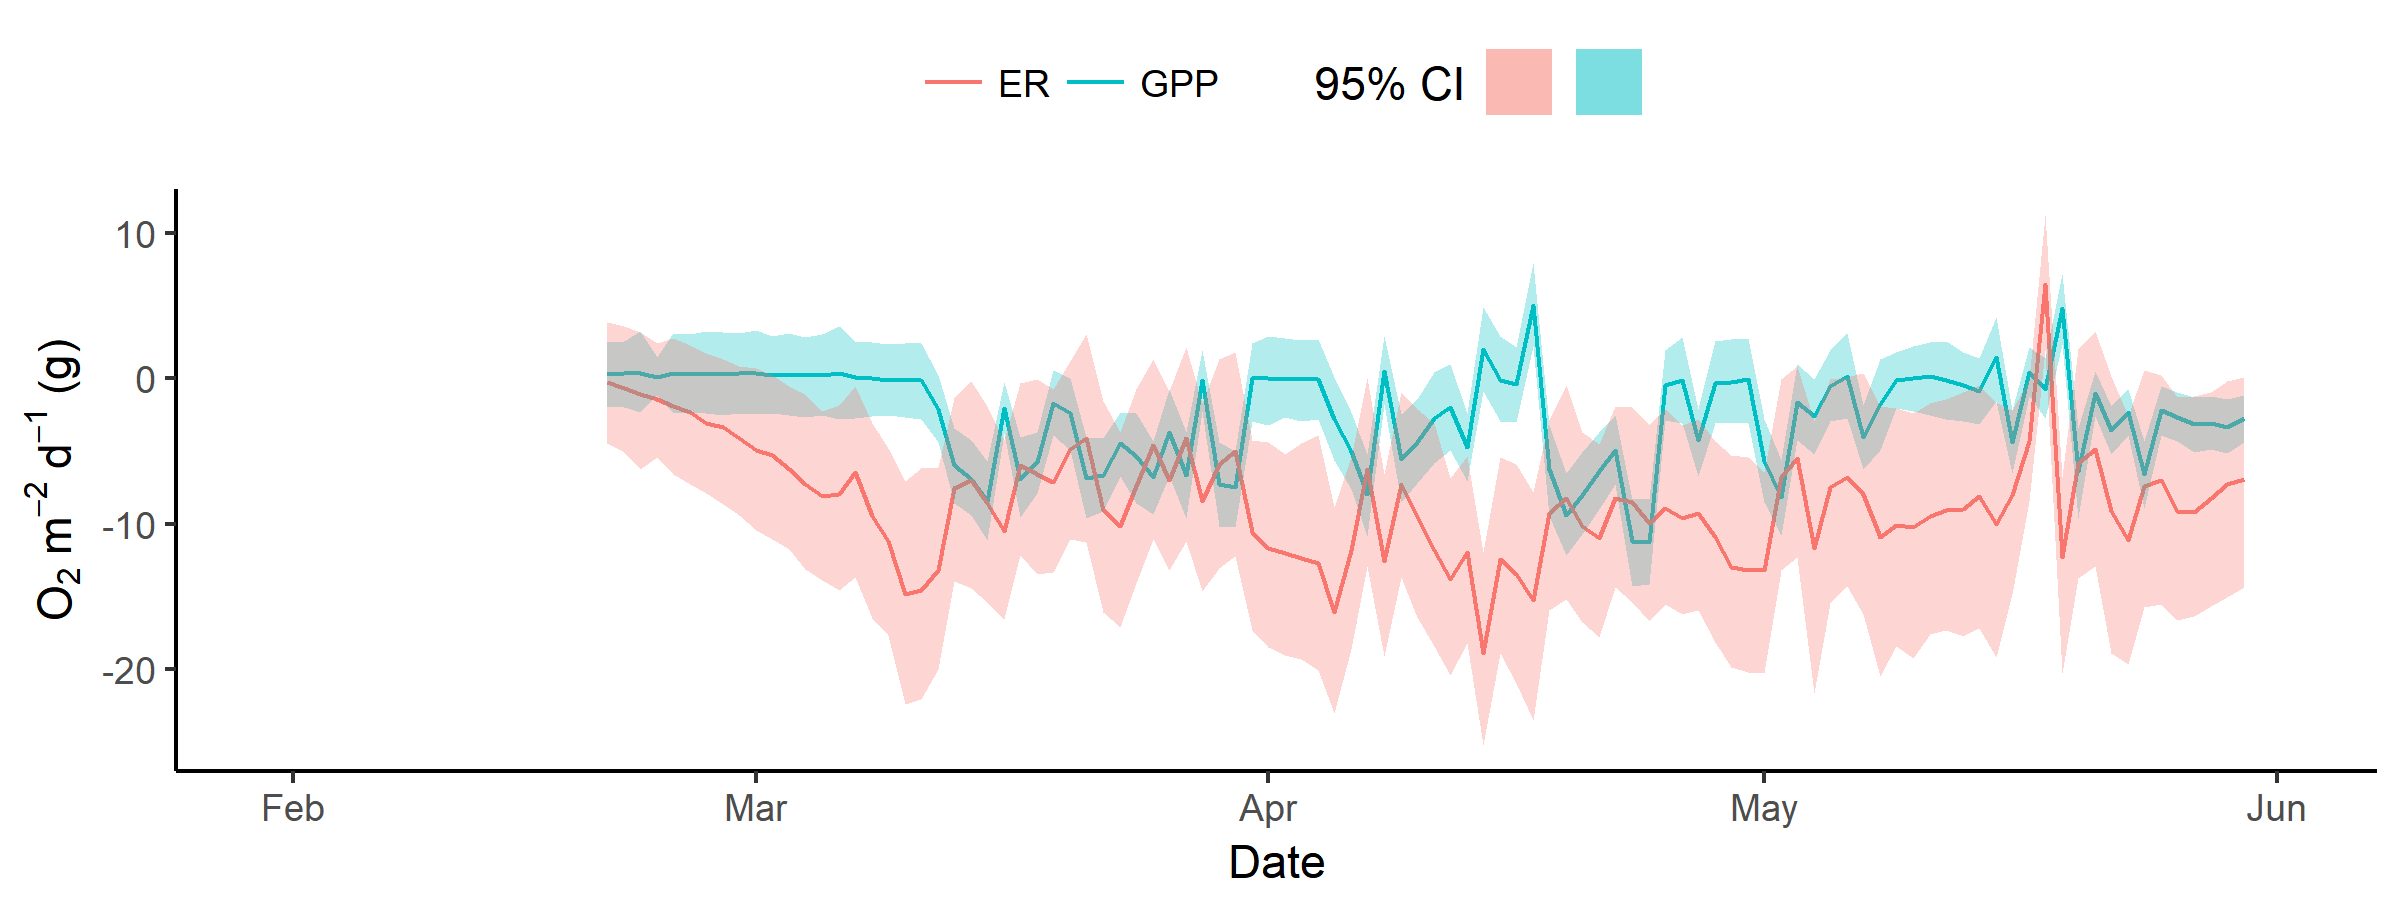 ER GPP 95% CI
O₂ m⁻² d⁻¹ (g)
10
0
-10
-20
Feb Mar Apr May Jun
Date